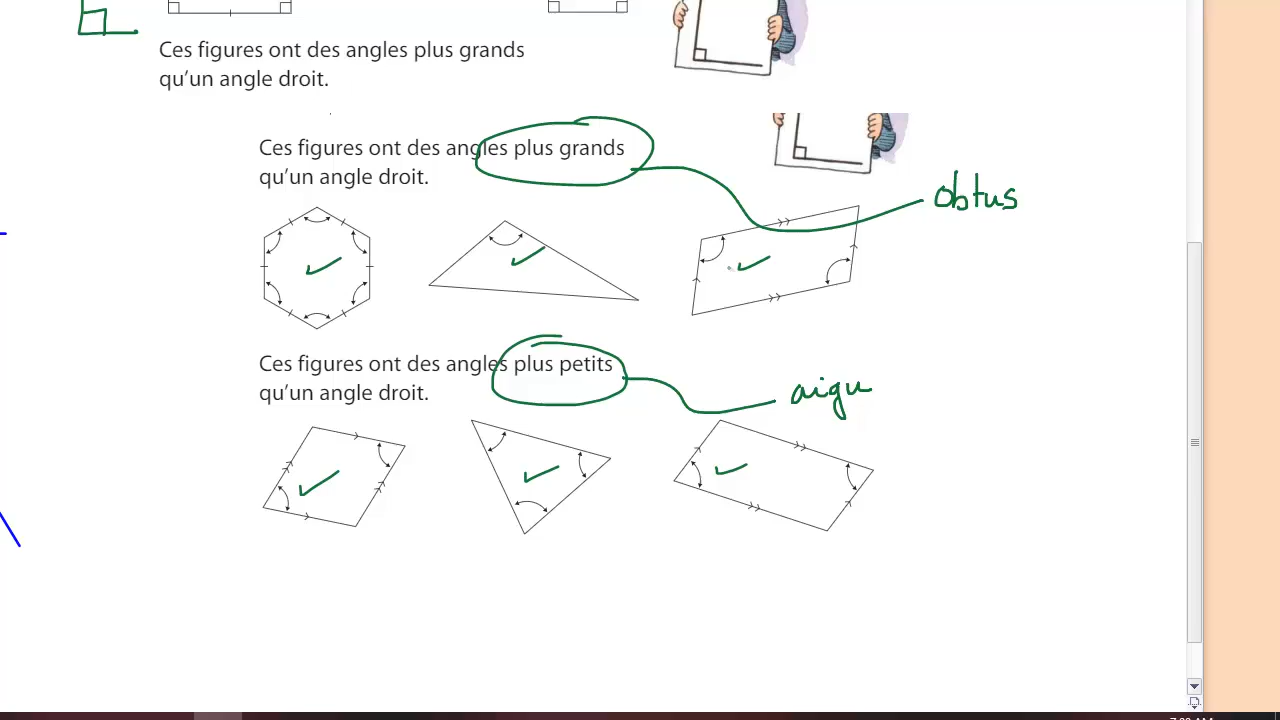 Ces figures ont des angles plus grands
qu'un angle droit.
Ces figures ont des angles plus grands
qu'un angle droit.
obtus
Ces figures ont des angles plus petits
qu'un angle droit.
aigu